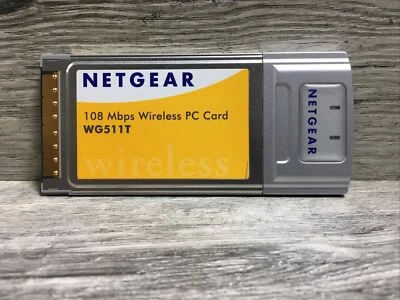 NETGEAR
108 Mbps Wireless PC Card
WG511T
wireless
NETGEAR